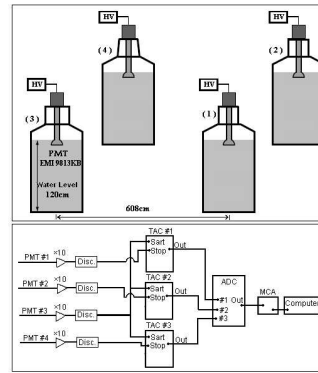 HV
HV
( 4 )
( 2 )
HV
HV
( 3 )
( 1 )
PMT
EMI 9813KB
Water Level
120cm
608cm
TAC #1
Sart
Stop
Out
PMT #1
×10
Disc.
TAC #2
PMT #2
×10
Disc.
Sart
Stop
Out
ADC
#1 Out
#2
#3
MCA
Computer
PMT #3
×10
Disc.
TAC #3
PMT #4
×10
Disc.
Sart
Stop
Out